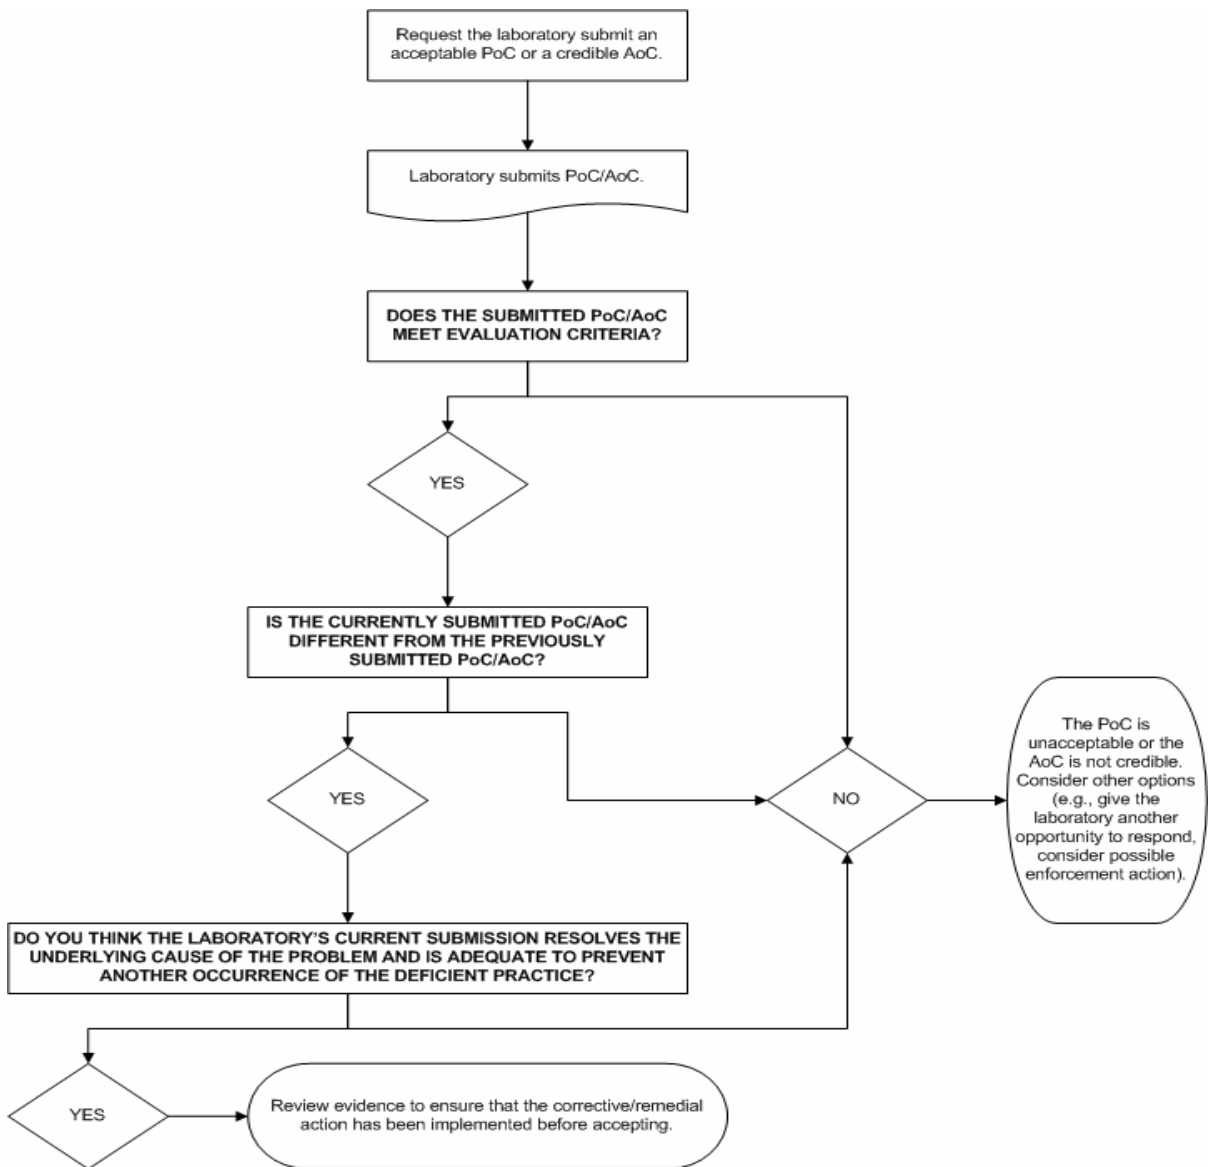 Request the laboratory submit an
acceptable PoC or a credible AoC.
Laboratory submits PoC/AoC.
DOES THE SUBMITTED PoC/AoC
MEET EVALUATION CRITERIA?
YES
IS THE CURRENTLY SUBMITTED PoC/AoC
DIFFERENT FROM THE PREVIOUSLY
SUBMITTED PoC/AoC?
YES
NO
The PoC is
unacceptable or the
AoC is not credible.
Consider other options
(e.g., give the
laboratory another
opportunity to respond,
consider possible
enforcement action).
DO YOU THINK THE LABORATORY'S CURRENT SUBMISSION RESOLVES THE
UNDERLYING CAUSE OF THE PROBLEM AND IS ADEQUATE TO PREVENT
ANOTHER OCCURRENCE OF THE DEFICIENT PRACTICE?
YES
Review evidence to ensure that the corrective/remedial
action has been implemented before accepting.